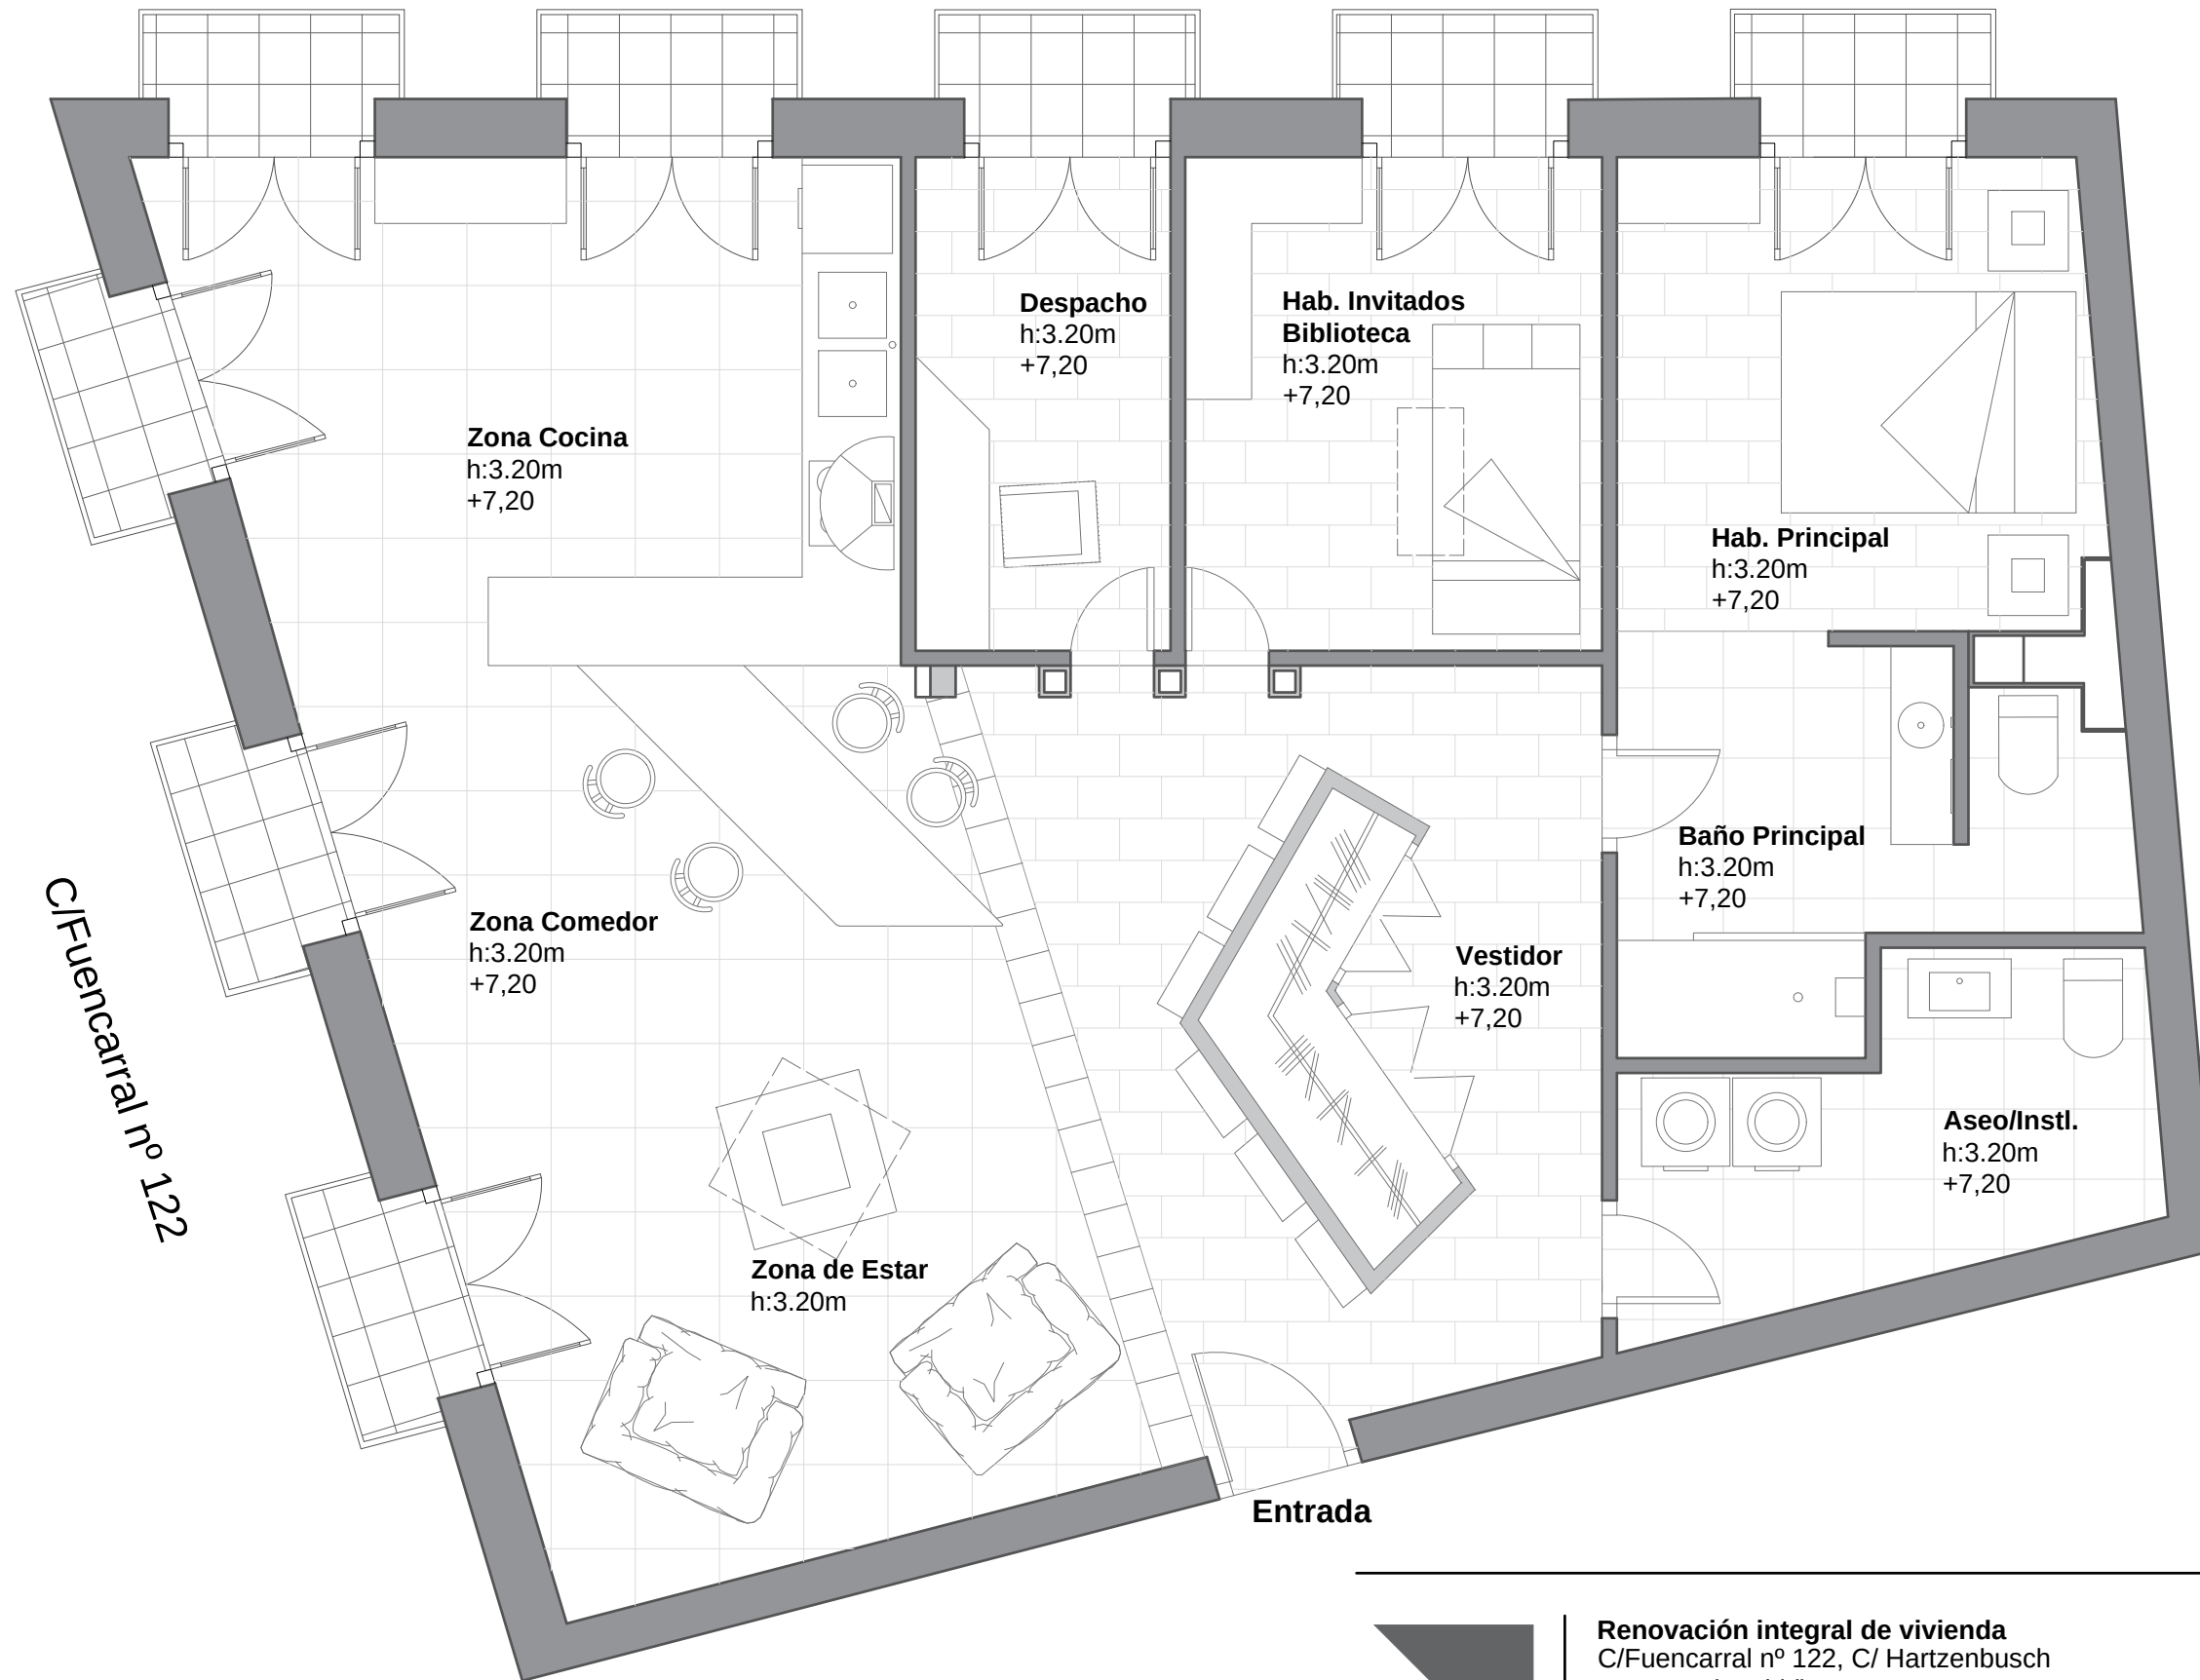 Despacho
h:3.20m
+7,20
Hab. Invitados
Biblioteca
h:3.20m
+7,20
Zona Cocina
h:3.20m
+7,20
Hab. Principal
h:3.20m
+7,20
Baño Principal
h:3.20m
+7,20
C/Fuencarral nº 122
Zona Comedor
h:3.20m
+7,20
Vestidor
h:3.20m
+7,20
Aseo/Instl.
h:3.20m
+7,20
Zona de Estar
h:3.20m
Entrada
Renovación integral de vivienda
C/Fuencarral nº 122, C/ Hartzenbusch